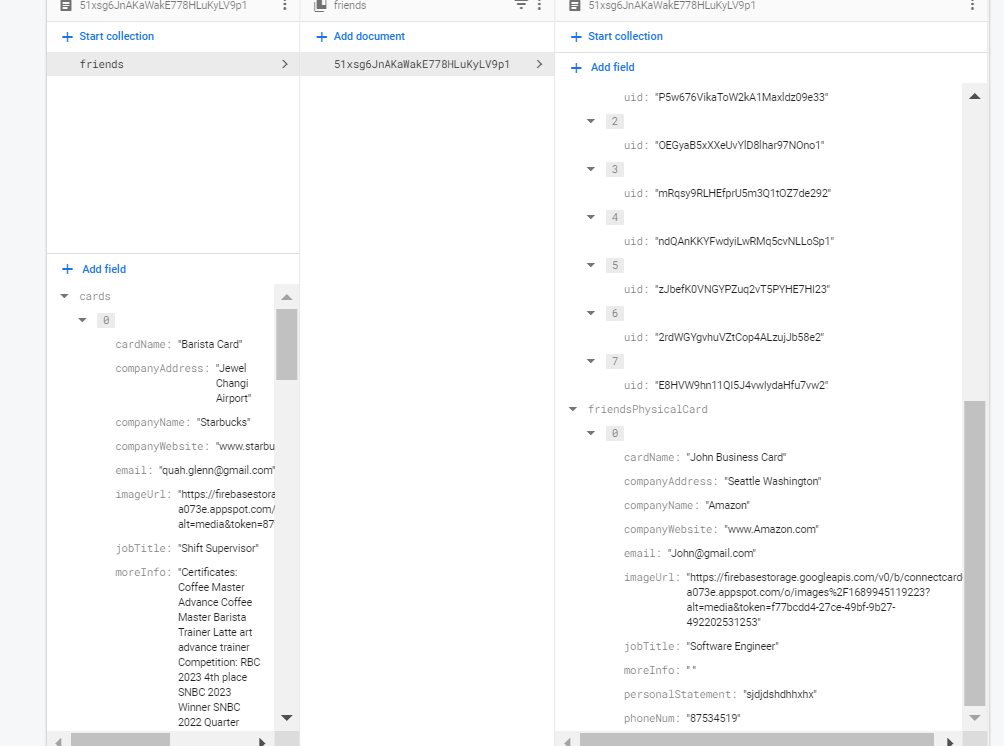 51xsg6JnAKaWakE778HLuKyLV9p1
Start collection
friends
Add field
cards
0
cardName: "Barista Card"
companyAddress: "Jewel
Changi
Airport"
companyName: "Starbucks"
companyWebsite: "www.starbu
email: "quah.glenn@gmail.com"
imageUrl: "https://firebasestora
a073e.appspot.com/
alt=media&token=87
jobTitle: "Shift Supervisor"
moreInfo: "Certificates:
Coffee Master
Advance Coffee
Master Barista
Trainer Latte art
advance trainer
Competition: RBC
2023 4th place
SNBC 2023
Winner SNBC
2022 Quarter
friends
Add document
51xsg6JnAKaWakE778HLuKyLV9p1
51xsg6JnAKaWakE778HLuKyLV9p1
Start collection
Add field
uid: "P5w676VikaToW2kA1Maxldz09e33"
2
uid: "OEGyaB5xXXeUvYlD8lhar97NOno1"
3
uid: "mRqsy9RLHEfprU5m3Q1tOZ7de292"
4
uid: "ndQAnKKYFwdyiLwRMq5cvNLLoSp1"
5
uid: "zJbefK0VNGYPZuq2vT5PYHE7HI23"
6
uid: "2rdWGYgvhuVZtCop4ALzujJb58e2"
7
uid: "E8HVW9hn11QI5J4vwIydaHfu7vw2"
friendsPhysicalCard
0
cardName: "John Business Card"
companyAddress: "Seattle Washington"
companyName: "Amazon"
companyWebsite: "www.Amazon.com"
email: "John@gmail.com"
imageUrl: "https://firebasestorage.googleapis.com/v0/b/connectcard-
a073e.appspot.com/o/images%2F1689945119223?
alt=media&token=f77bcdd4-27ce-49bf-9b27-
492202531253"
jobTitle: "Software Engineer"
moreInfo: ""
personalStatement: "sjdjdshdhhxhx"
phoneNum: "87534519"